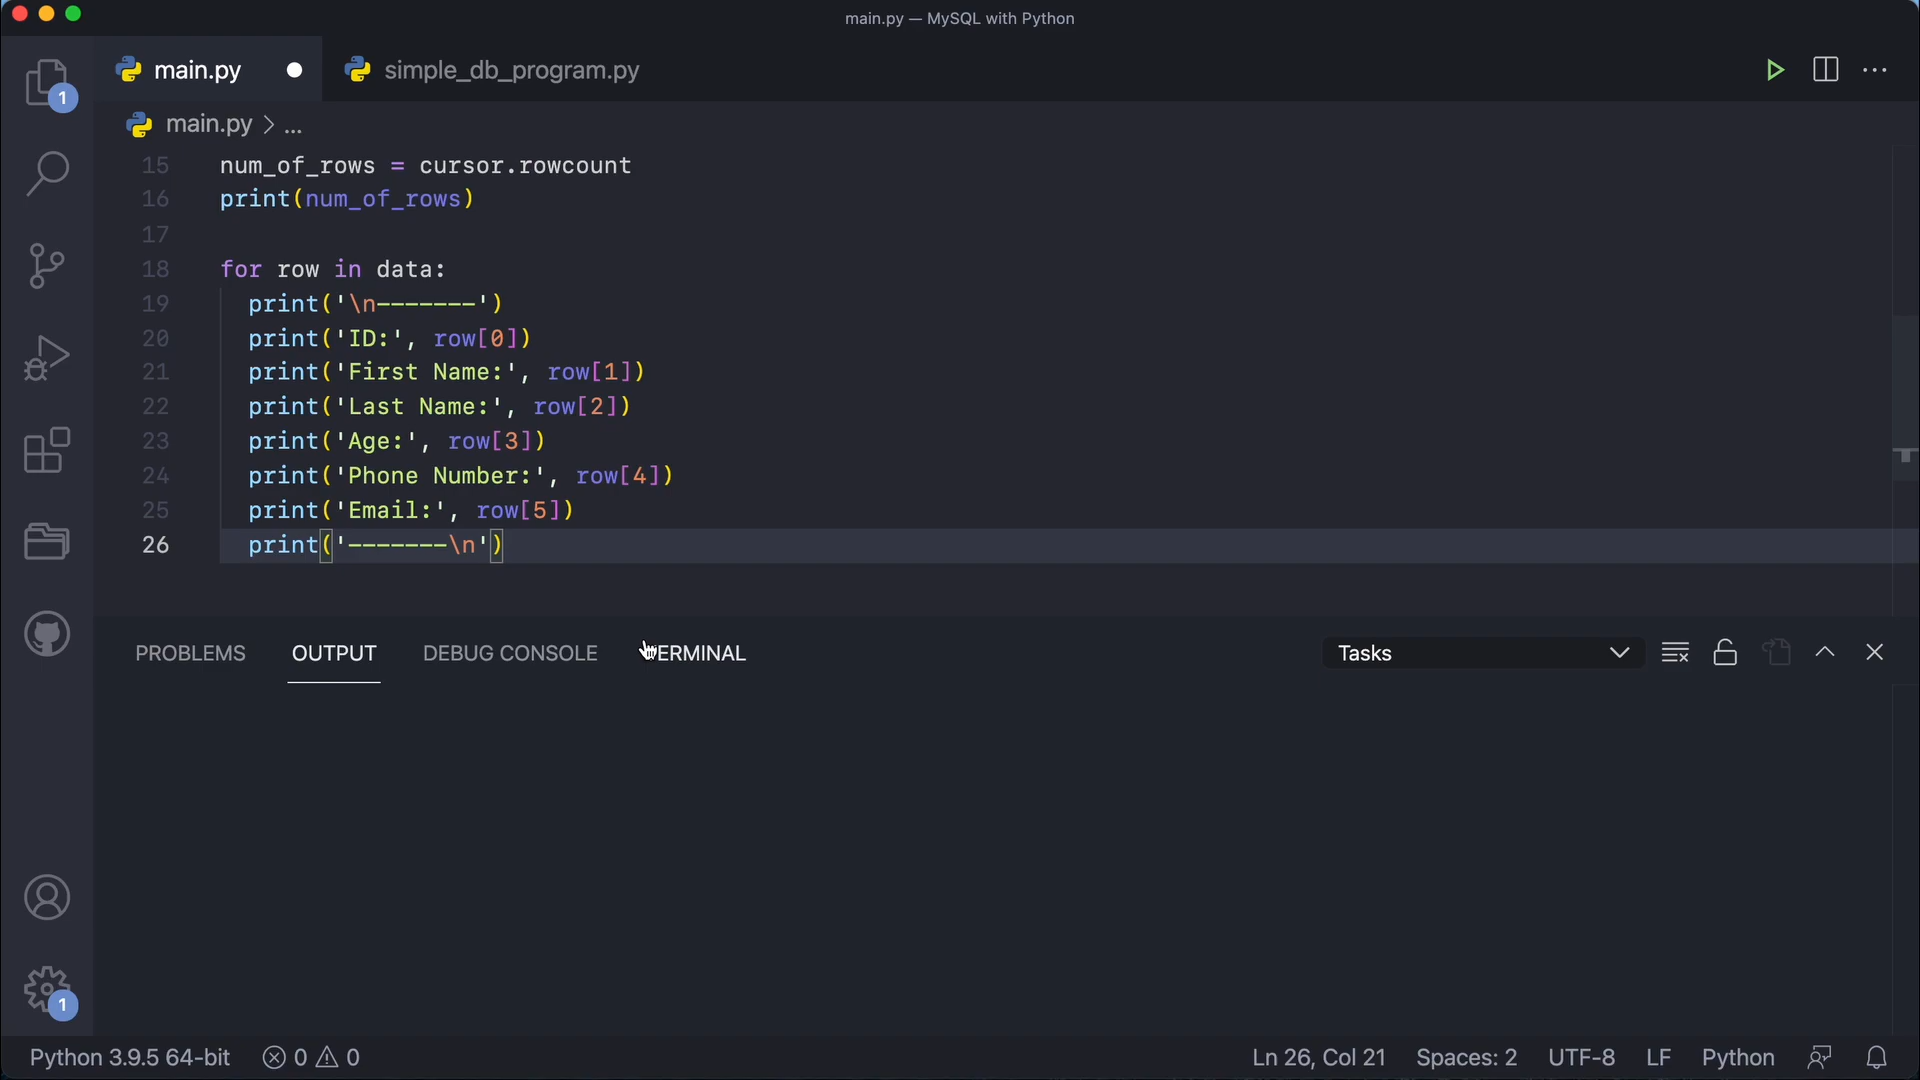 main.py — MySQL with Python
main.py
simple_db_program.py
1
main.py > ...
15 num_of_rows = cursor.rowcount
16 print(num_of_rows)
17
18 for row in data:
19 print('\n-------')
20 print('ID:', row[0])
21 print('First Name:', row[1])
22 print('Last Name:', row[2])
23 print('Age:', row[3])
24 print('Phone Number:', row[4])
25 print('Email:', row[5])
26 print('-------\n')
PROBLEMS OUTPUT DEBUG CONSOLE TERMINAL Tasks
1
Python 3.9.5 64-bit 0 0 Ln 26, Col 21 Spaces: 2 UTF-8 LF Python